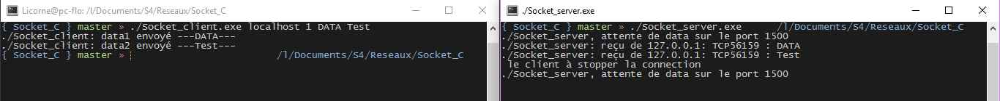 Licorne@pc-flo: /l/Documents/S4/Reseaux/Socket_C
{ Socket_C } master » ./Socket_client.exe localhost 1 DATA Test
./Socket_client: data1 envoyé ---DATA---
./Socket_client: data2 envoyé ---Test---
{ Socket_C } master » /l/Documents/S4/Reseaux/Socket_C
./Socket_server.exe
{ Socket_C } master » ./Socket_server.exe /l/Documents/S4/Reseaux/Socket_C
./Socket_server, attente de data sur le port 1500
./Socket_server: reçu de 127.0.0.1: TCP56159 : DATA
./Socket_server: reçu de 127.0.0.1: TCP56159 : Test
le client à stopper la connection
./Socket_server, attente de data sur le port 1500